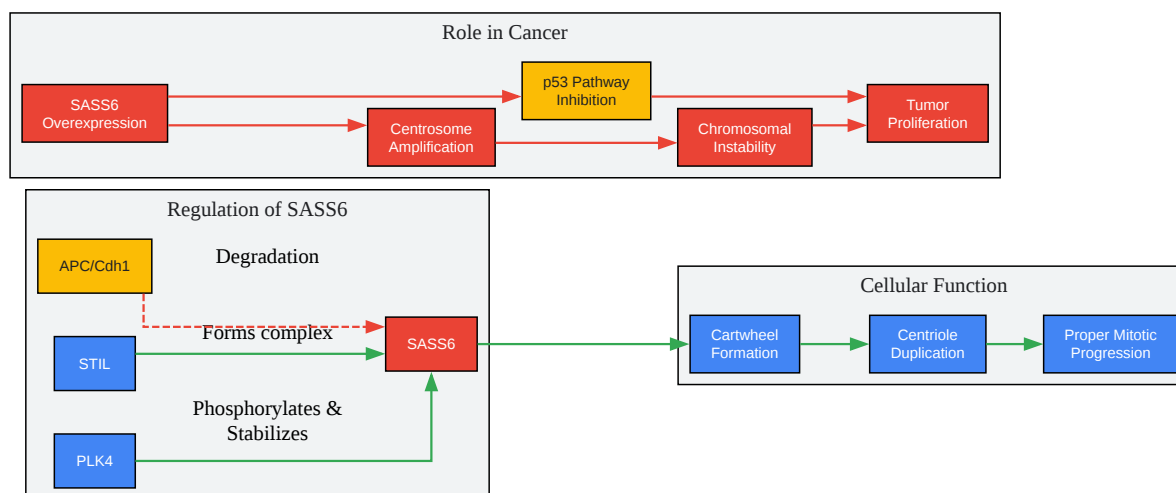 Role in Cancer
SASS6
Overexpression
p53 Pathway
Inhibition
Centrosome
Amplification
Chromosomal
Instability
Tumor
Proliferation
Regulation of SASS6
APC/Cdh1
Degradation
Forms complex
STIL
SASS6
Phosphorylates &
Stabilizes
PLK4
Cellular Function
Cartwheel
Formation
Centriole
Duplication
Proper Mitotic
Progression